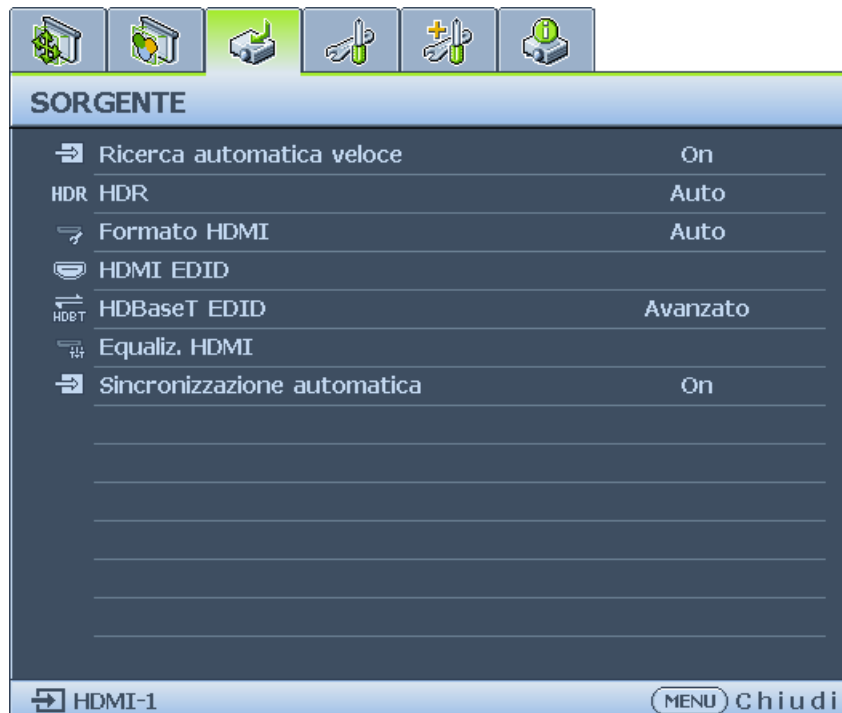 SORGENTE
Ricerca automatica veloce On
HDR HDR Auto
Formato HDMI Auto
HDMI EDID
HDBT HDBaseT EDID Avanzato
Equaliz. HDMI
Sincronizzazione automatica On
HDMI-1 MENU Chiudi